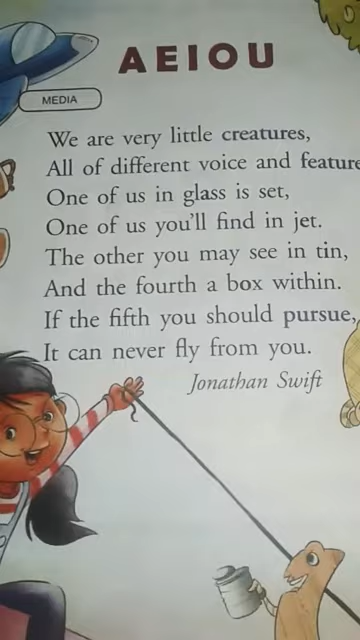 AEIOU
MEDIA
We are very little creatures,
All of different voice and feature
One of us in glass is set,
One of us you'll find in jet.
The other you may see in tin,
And the fourth a box within.
If the fifth you should pursue,
It can never fly from you.
Jonathan Swift